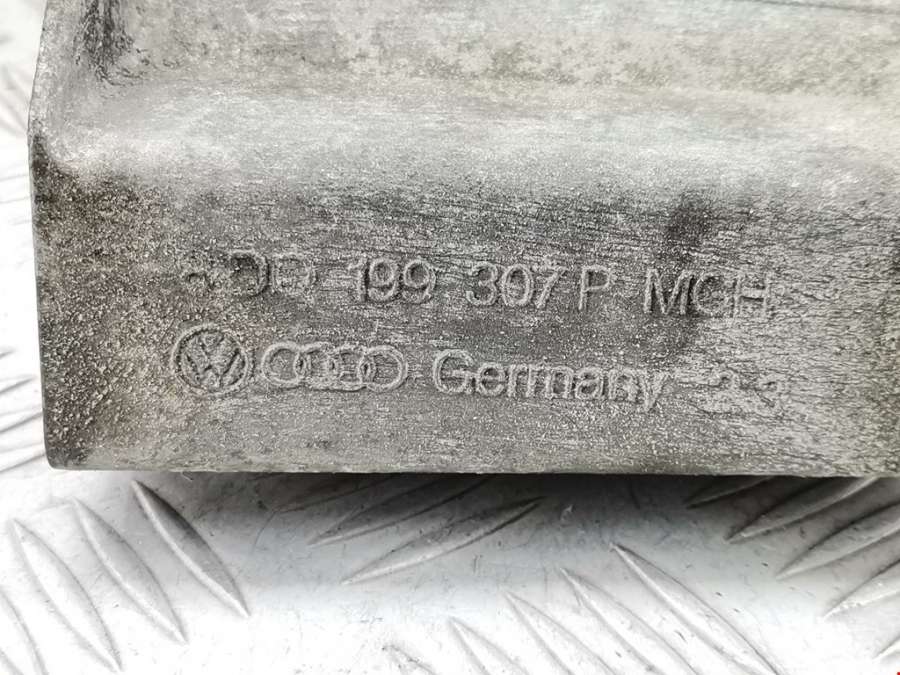 199 307 P MGH
Germany